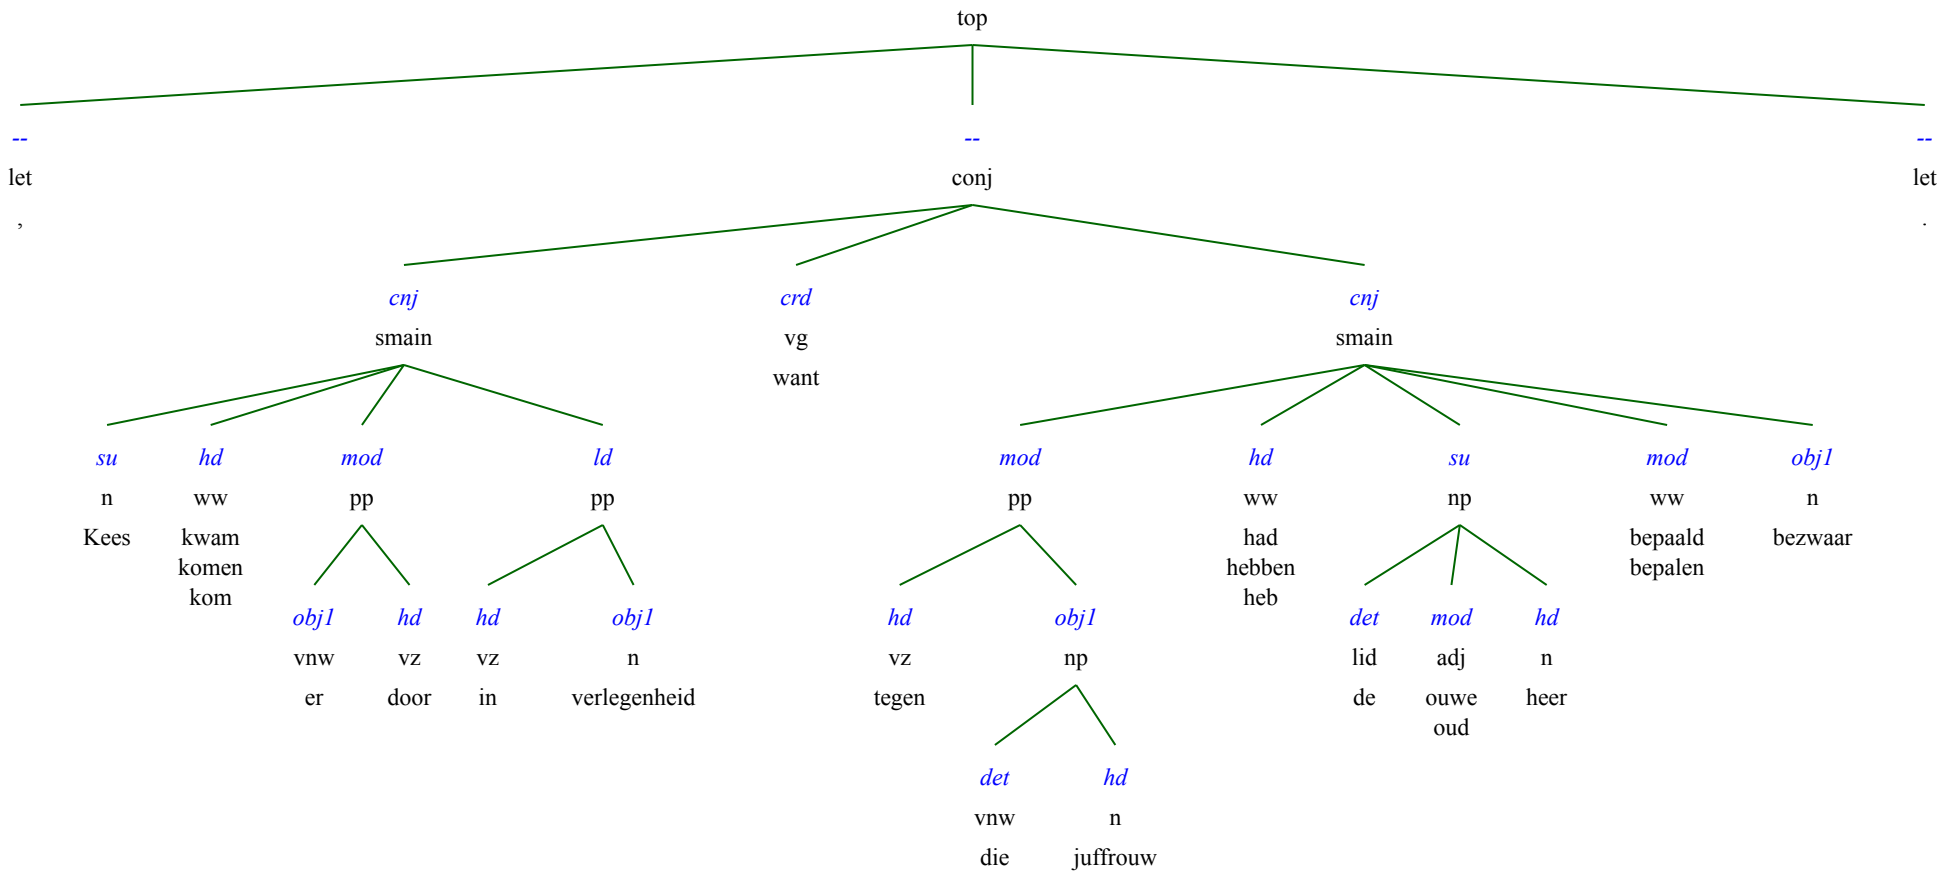 top
-- -- --
let conj let
, .
cnj crd cnj
smain vg smain
want
su hd mod ld mod hd su mod obj1
n ww pp pp pp ww np ww n
Kees kwam had bepaald bezwaar
komen hebben bepalen
kom heb
obj1 hd hd obj1 hd obj1 det mod hd
vnw vz vz n vz np lid adj n
er door in verlegenheid tegen de ouwe heer
oud
det hd
vnw n
die juffrouw